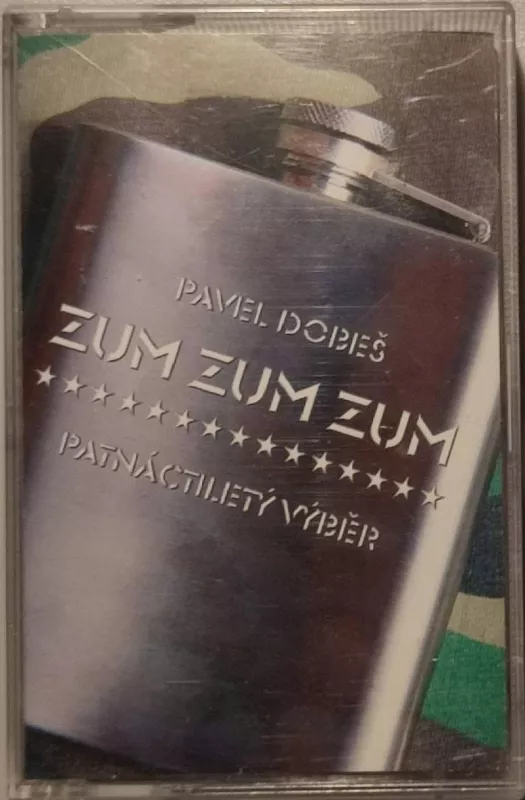 PAVEL DOBEŠ
ZUM ZUM ZUM
PATNÁCTILETÝ VÝBĚR